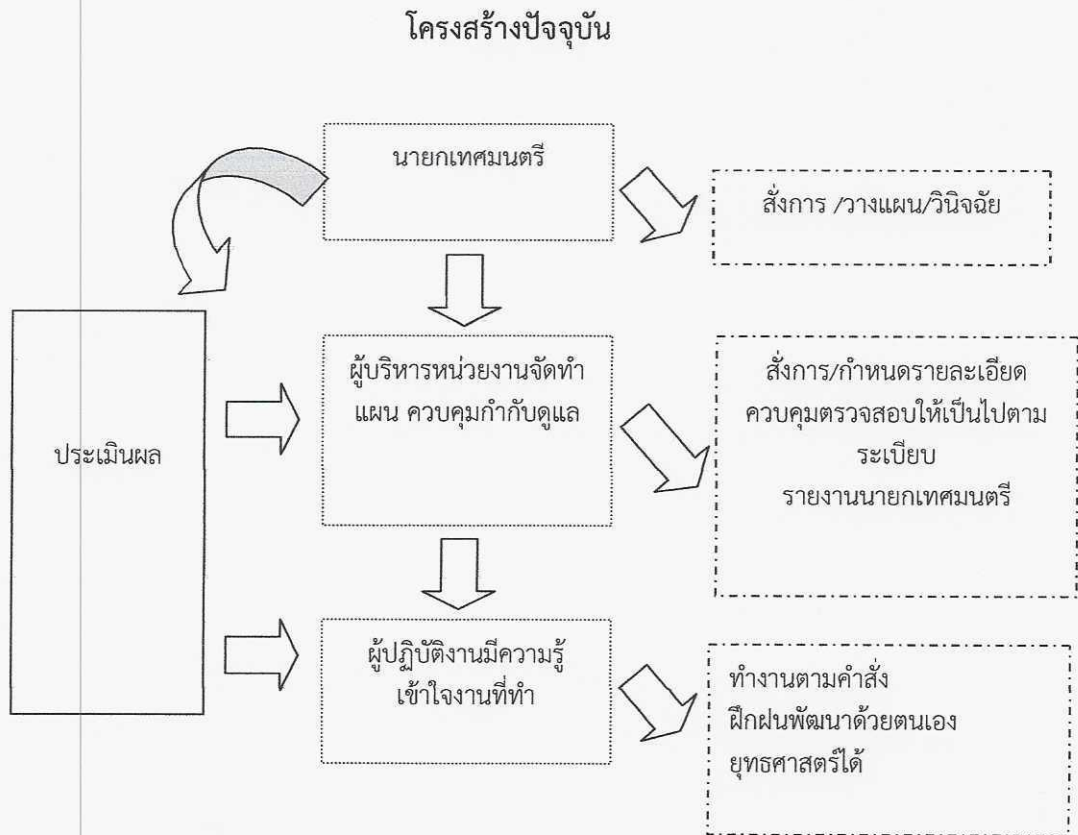 โครงสร้างปัจจุบัน
นายกเทศมนตรี
สั่งการ /วางแผน/วินิจฉัย
ผู้บริหารหน่วยงานจัดทำ
แผน ควบคุมกำกับดูแล
สั่งการ/กำหนดรายละเอียด
ควบคุมตรวจสอบให้เป็นไปตาม
ระเบียบ
รายงานนายกเทศมนตรี
ประเมินผล
ผู้ปฏิบัติงานมีความรู้
เข้าใจงานที่ทำ
ทำงานตามคำสั่ง
ฝึกฝนพัฒนาด้วยตนเอง
ยุทธศาสตร์ได้